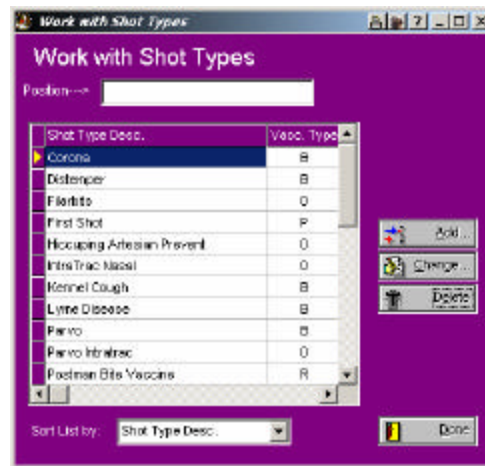 Work with Shot Types
Work with Shot Types
Position--->
Shot Type Desc. Vacc. Type
Corona B
Distemper B
Filarbits O
First Shot P
Hiccuping Artesian Prevent O
IntraTrac Nasal O
Kennel Cough B
Lyme Disease B
Parvo B
Parvo Intratrac O
Postman Bite Vaccine R
Add...
Change...
Delete
Sort List by: Shot Type Desc.
Done